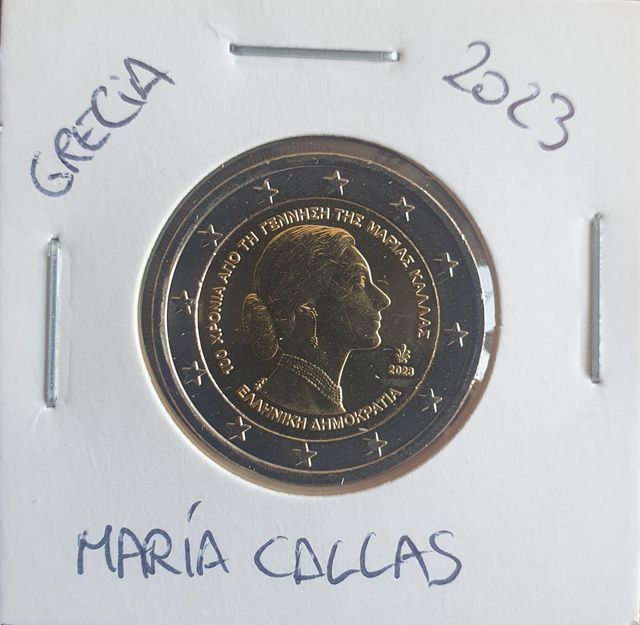 GRECIA
2023
100 ΧΡΟΝΙΑ ΑΠΟ ΤΗ ΓΕΝΝΗΣΗ ΤΗΣ ΜΑΡΙΑΣ ΚΑΛΛΑΣ
2023
ΕΛΛΗΝΙΚΗ ΔΗΜΟΚΡΑΤΙΑ
MARÍA CALLAS